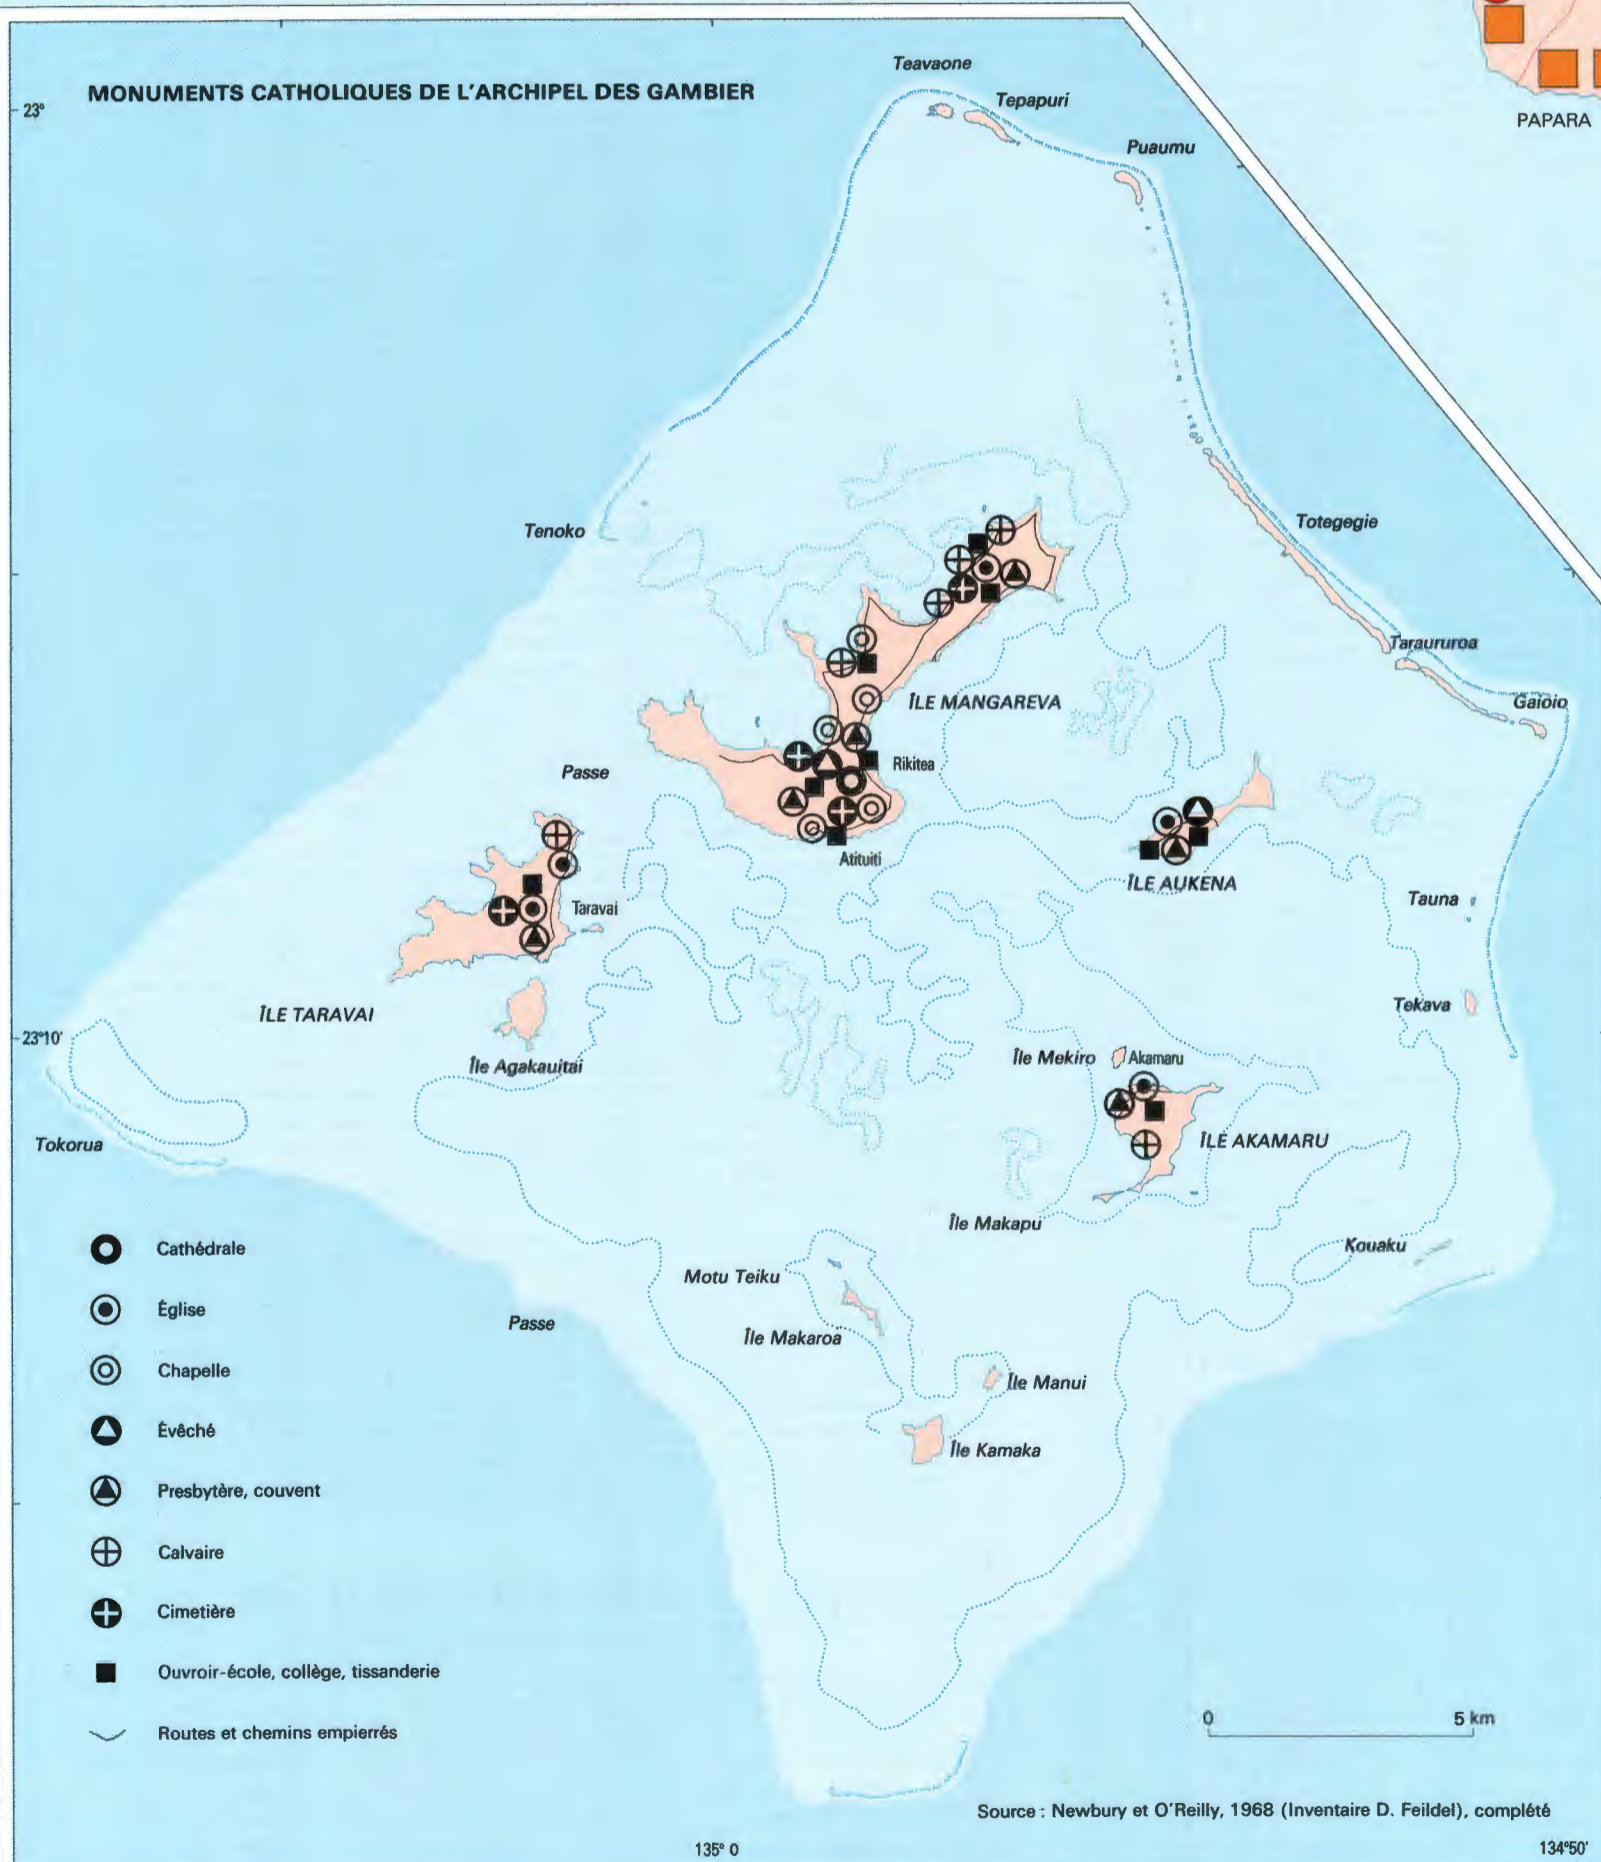 MONUMENTS CATHOLIQUES DE L'ARCHIPEL DES GAMBIER
PAPARA
23°
Teavaone
Tepapuri
Puaumu
Tenoko
Totegegie
Taraururoa
Gaioio
ÎLE MANGAREVA
Passe
Rikitea
Atituiti
ÎLE AUKENA
Tauna
Taravai
Tekava
ÎLE TARAVAI
23°10'
Île Agakauitai
Île Mekiro
Akamaru
Tokorua
ÎLE AKAMARU
Île Makapu
Kouaku
Motu Teiku
Passe
Île Makaroa
Île Manui
Île Kamaka
Cathédrale
Église
Chapelle
Évêché
Presbytère, couvent
Calvaire
Cimetière
Ouvroir-école, collège, tissanderie
Routes et chemins empierrés
0 5 km
Source : Newbury et O'Reilly, 1968 (Inventaire D. Feildel), complété
135° 0
134°50'